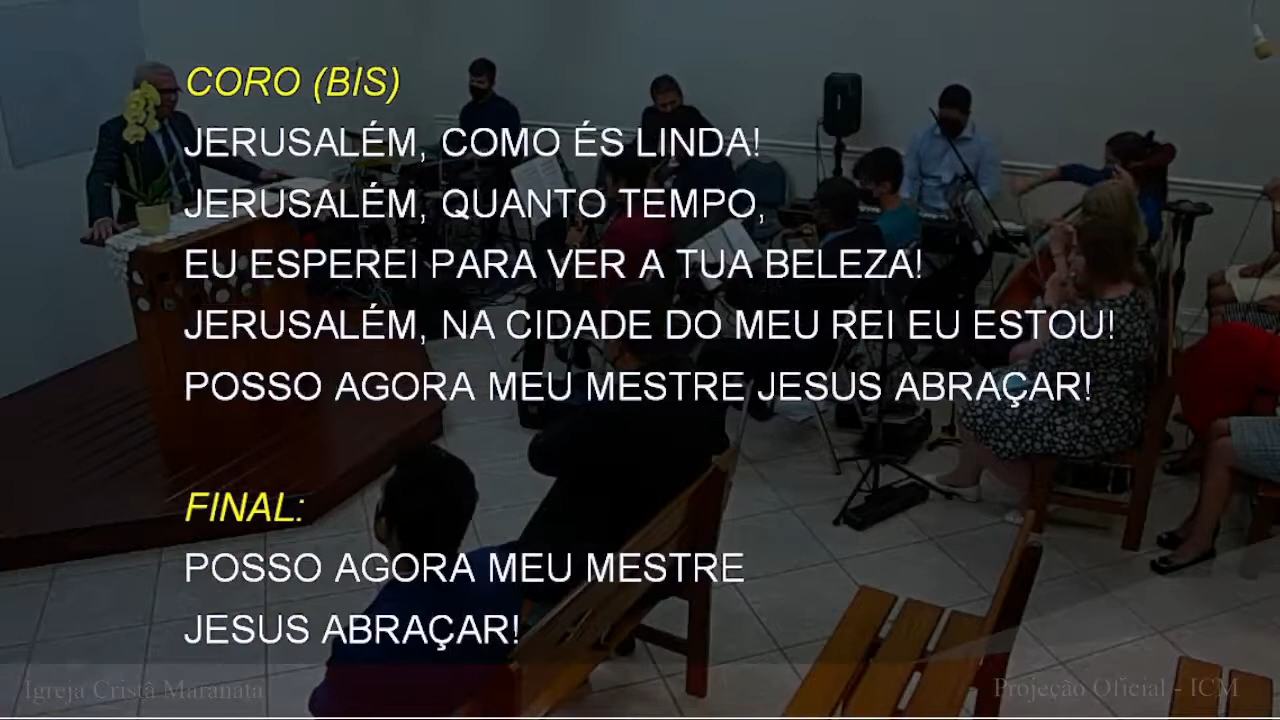 CORO (BIS)
JERUSALÉM, COMO ÉS LINDA!
JERUSALÉM, QUANTO TEMPO,
EU ESPEREI PARA VER A TUA BELEZA!
JERUSALÉM, NA CIDADE DO MEU REI EU ESTOU!
POSSO AGORA MEU MESTRE JESUS ABRAÇAR!
FINAL:
POSSO AGORA MEU MESTRE
JESUS ABRAÇAR!
Igreja Cristã Maranata
Projeção Oficial - ICM